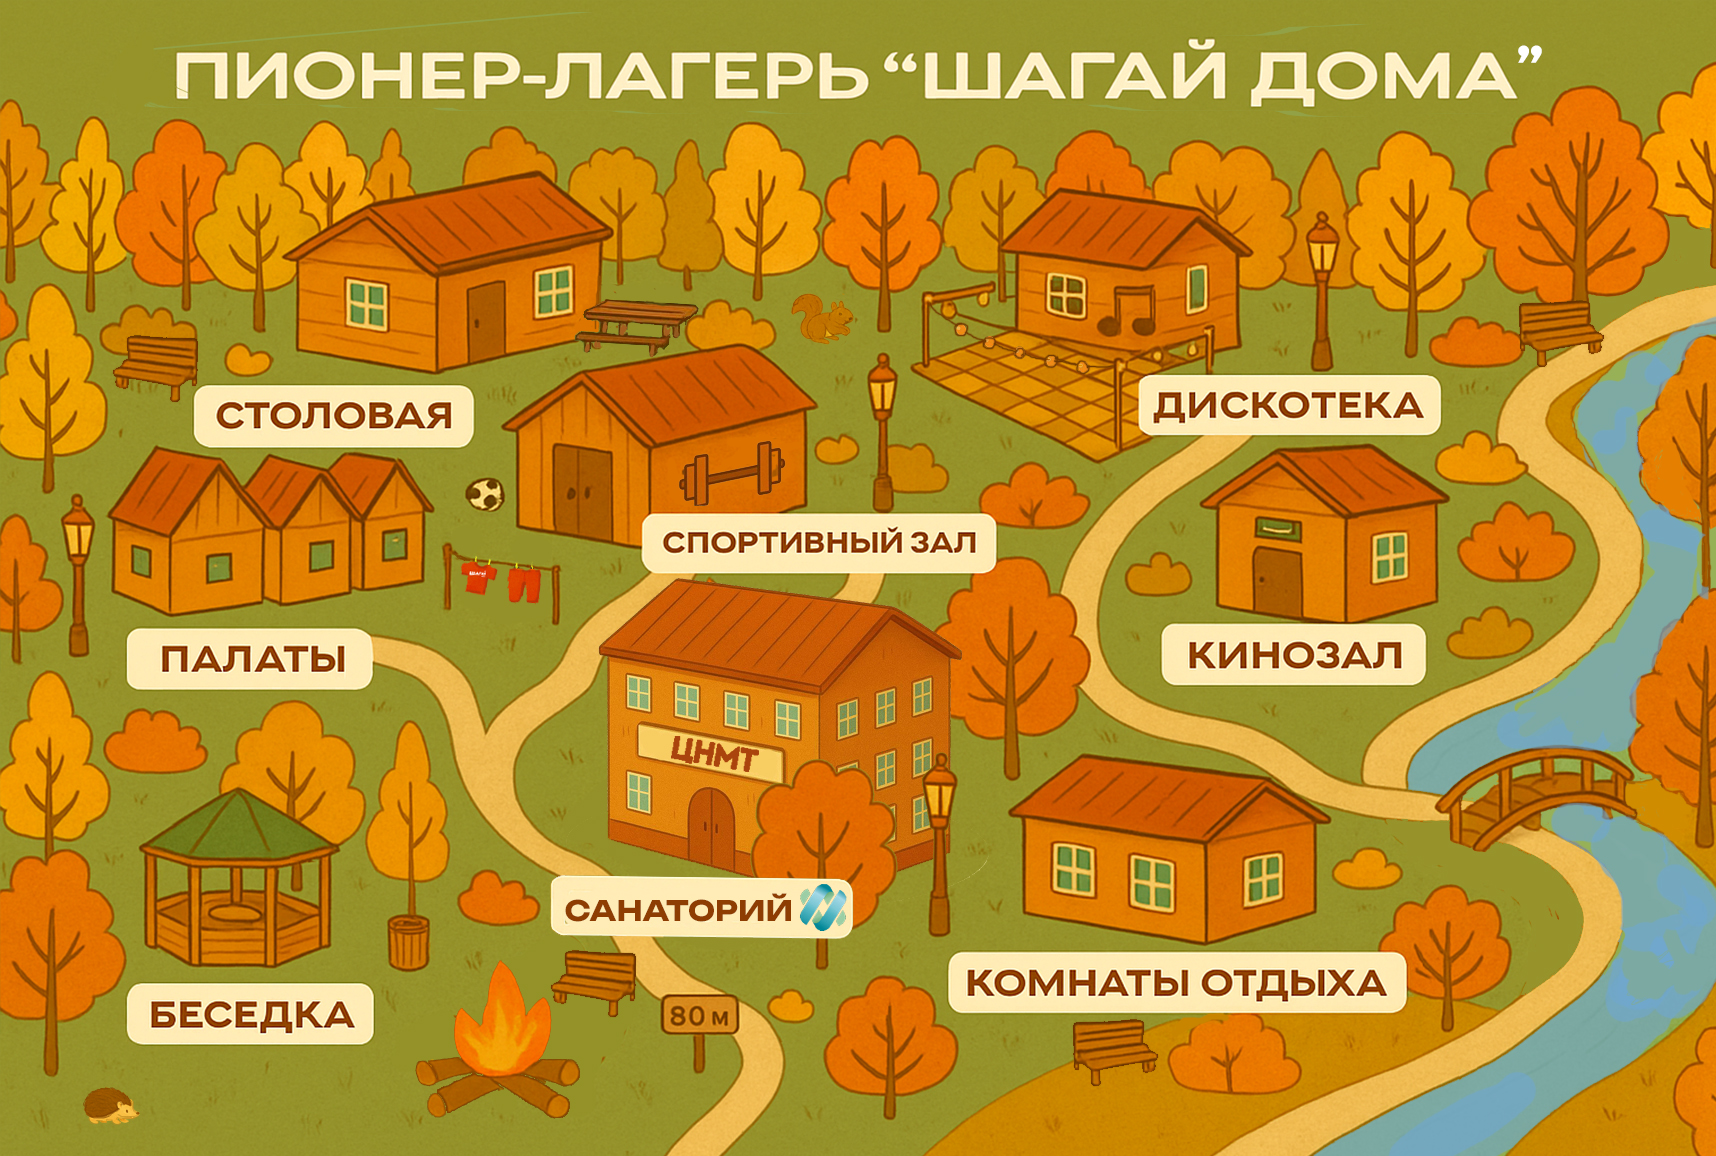 ПИОНЕР-ЛАГЕРЬ “ШАГАЙ ДОМА”
СТОЛОВАЯ
ДИСКОТЕКА
СПОРТИВНЫЙ ЗАЛ
ПАЛАТЫ
КИНОЗАЛ
ЦНМТ
САНАТОРИЙ
КОМНАТЫ ОТДЫХА
БЕСЕДКА
80 м